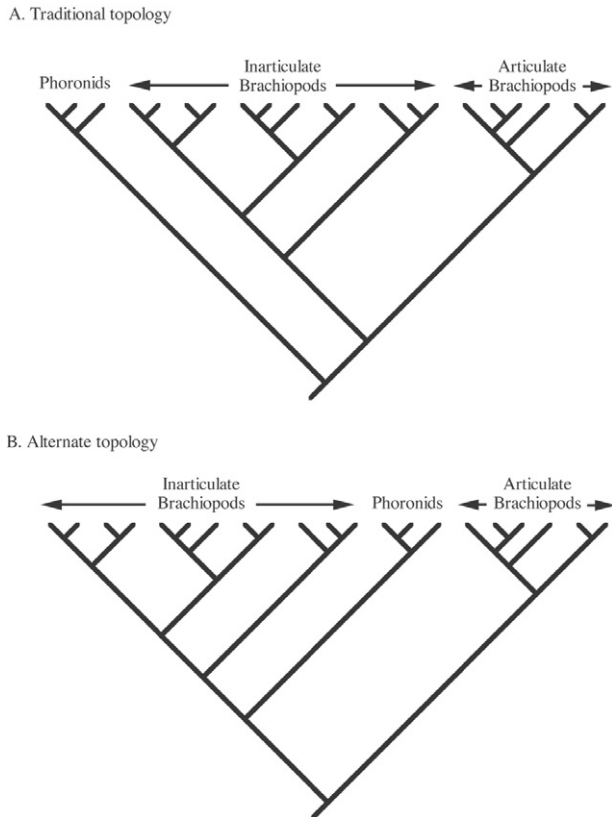 A. Traditional topology
Phoronids
Inarticulate
Brachiopods
Articulate
Brachiopods
B. Alternate topology
Inarticulate
Brachiopods
Phoronids
Articulate
Brachiopods